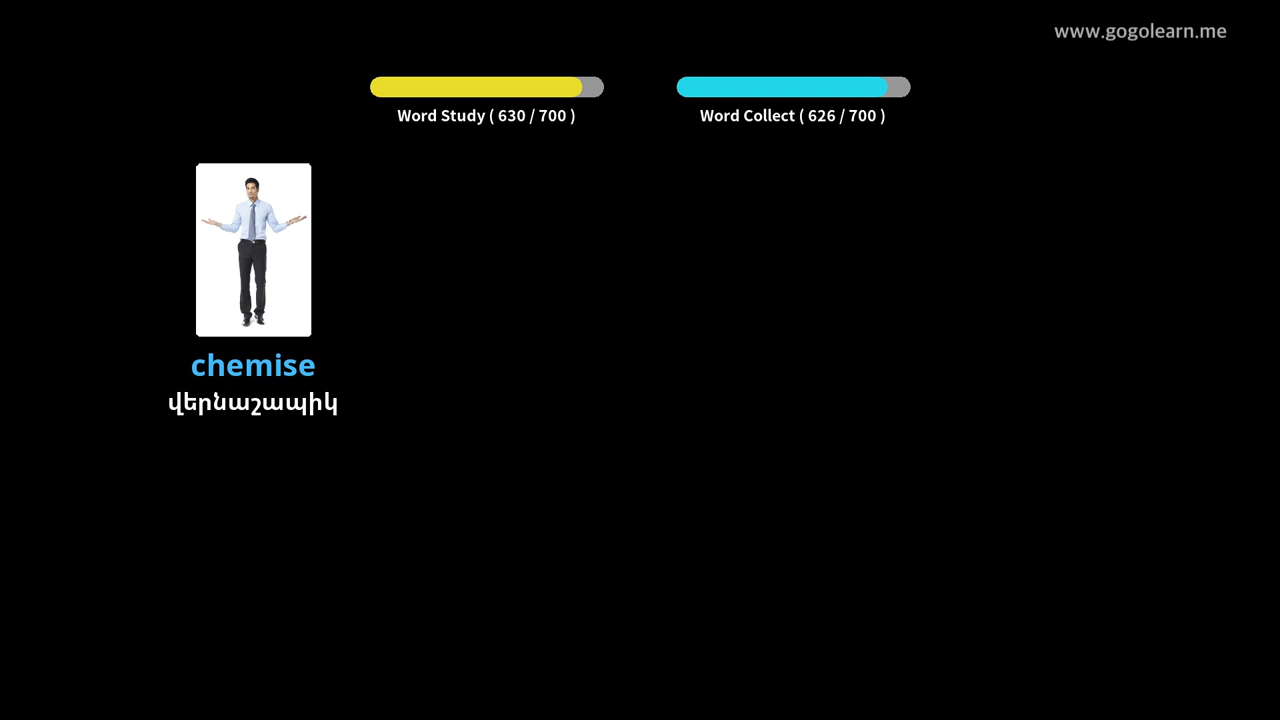 www.gogolearn.me
Word Study ( 630 / 700 )
Word Collect ( 626 / 700 )
chemise
վերնաշապիկ